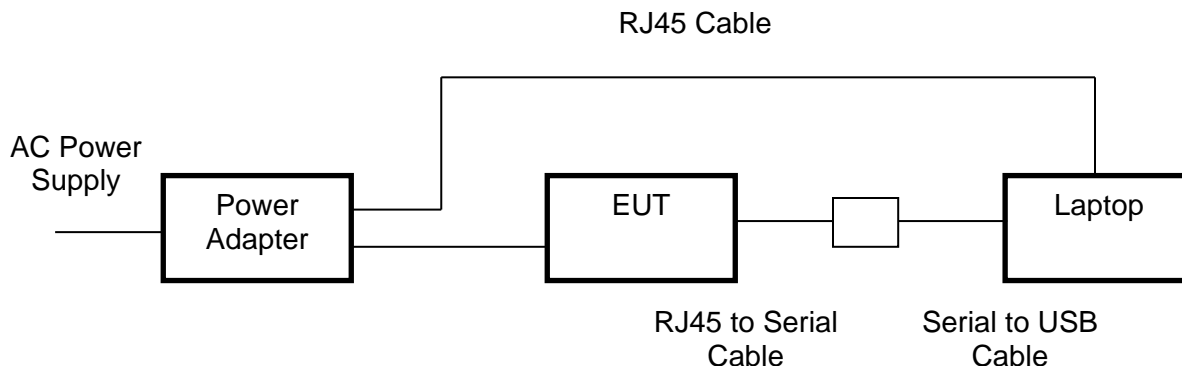 RJ45 Cable
AC Power
Supply
Power
Adapter
EUT
Laptop
RJ45 to Serial
Cable
Serial to USB
Cable